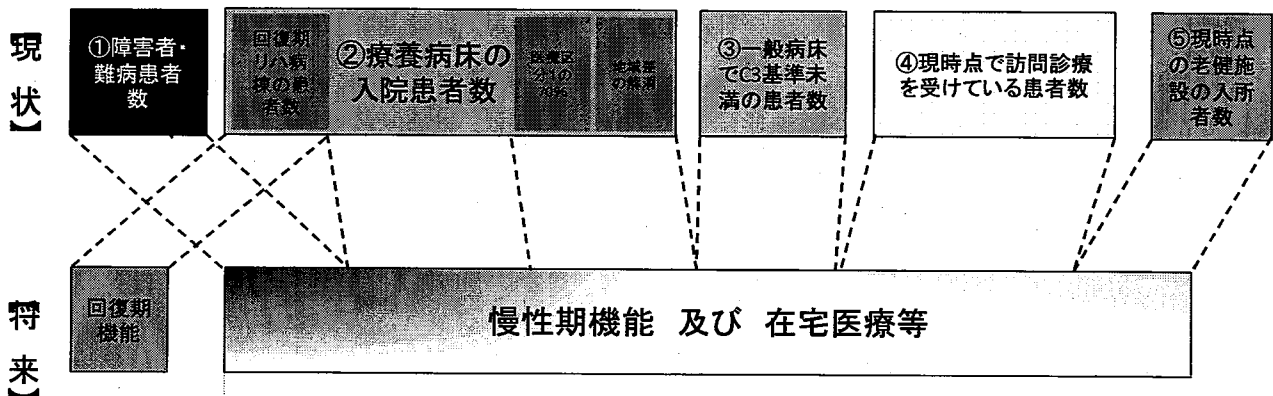 【現状】
①障害者・
難病患者
数
回復期
リハ病
棟の患
者数
②療養病床の
入院患者数
医療区
分1の
70%
地域差
の解消
③一般病床
でC3基準未
満の患者数
④現時点で訪問診療
を受けている患者数
⑤現時点
の老健施
設の入所
者数
【将来】
回復期
機能
慢性期機能 及び 在宅医療等